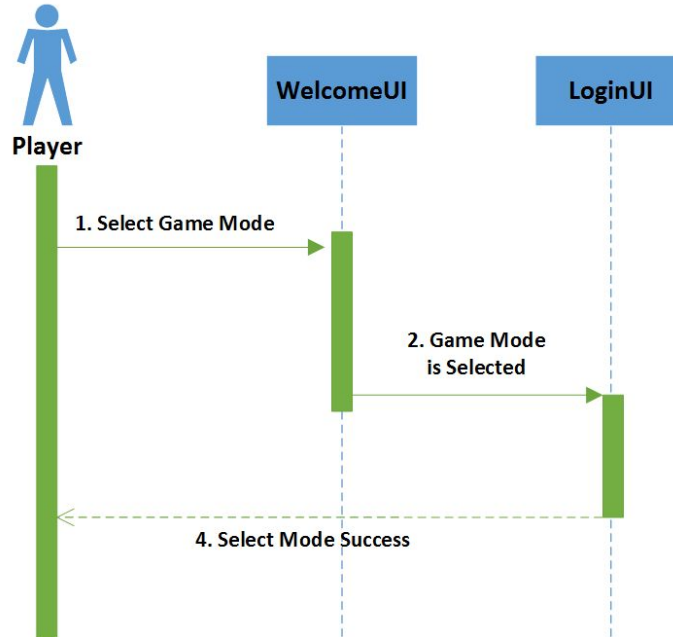 WelcomeUI
LoginUI
Player
1. Select Game Mode
2. Game Mode
is Selected
4. Select Mode Success